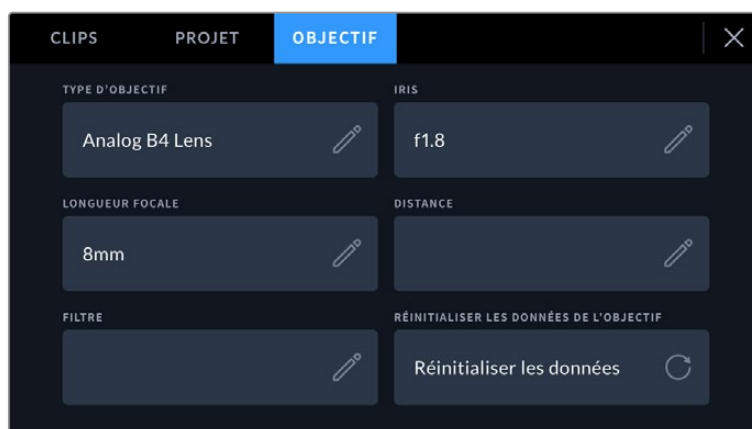 CLIPS PROJET OBJECTIF
TYPE D'OBJECTIF IRIS
Analog B4 Lens f1.8
LONGUEUR FOCALE DISTANCE
8mm
FILTRE RÉINITIALISER LES DONNÉES DE L'OBJECTIF
Réinitialiser les données